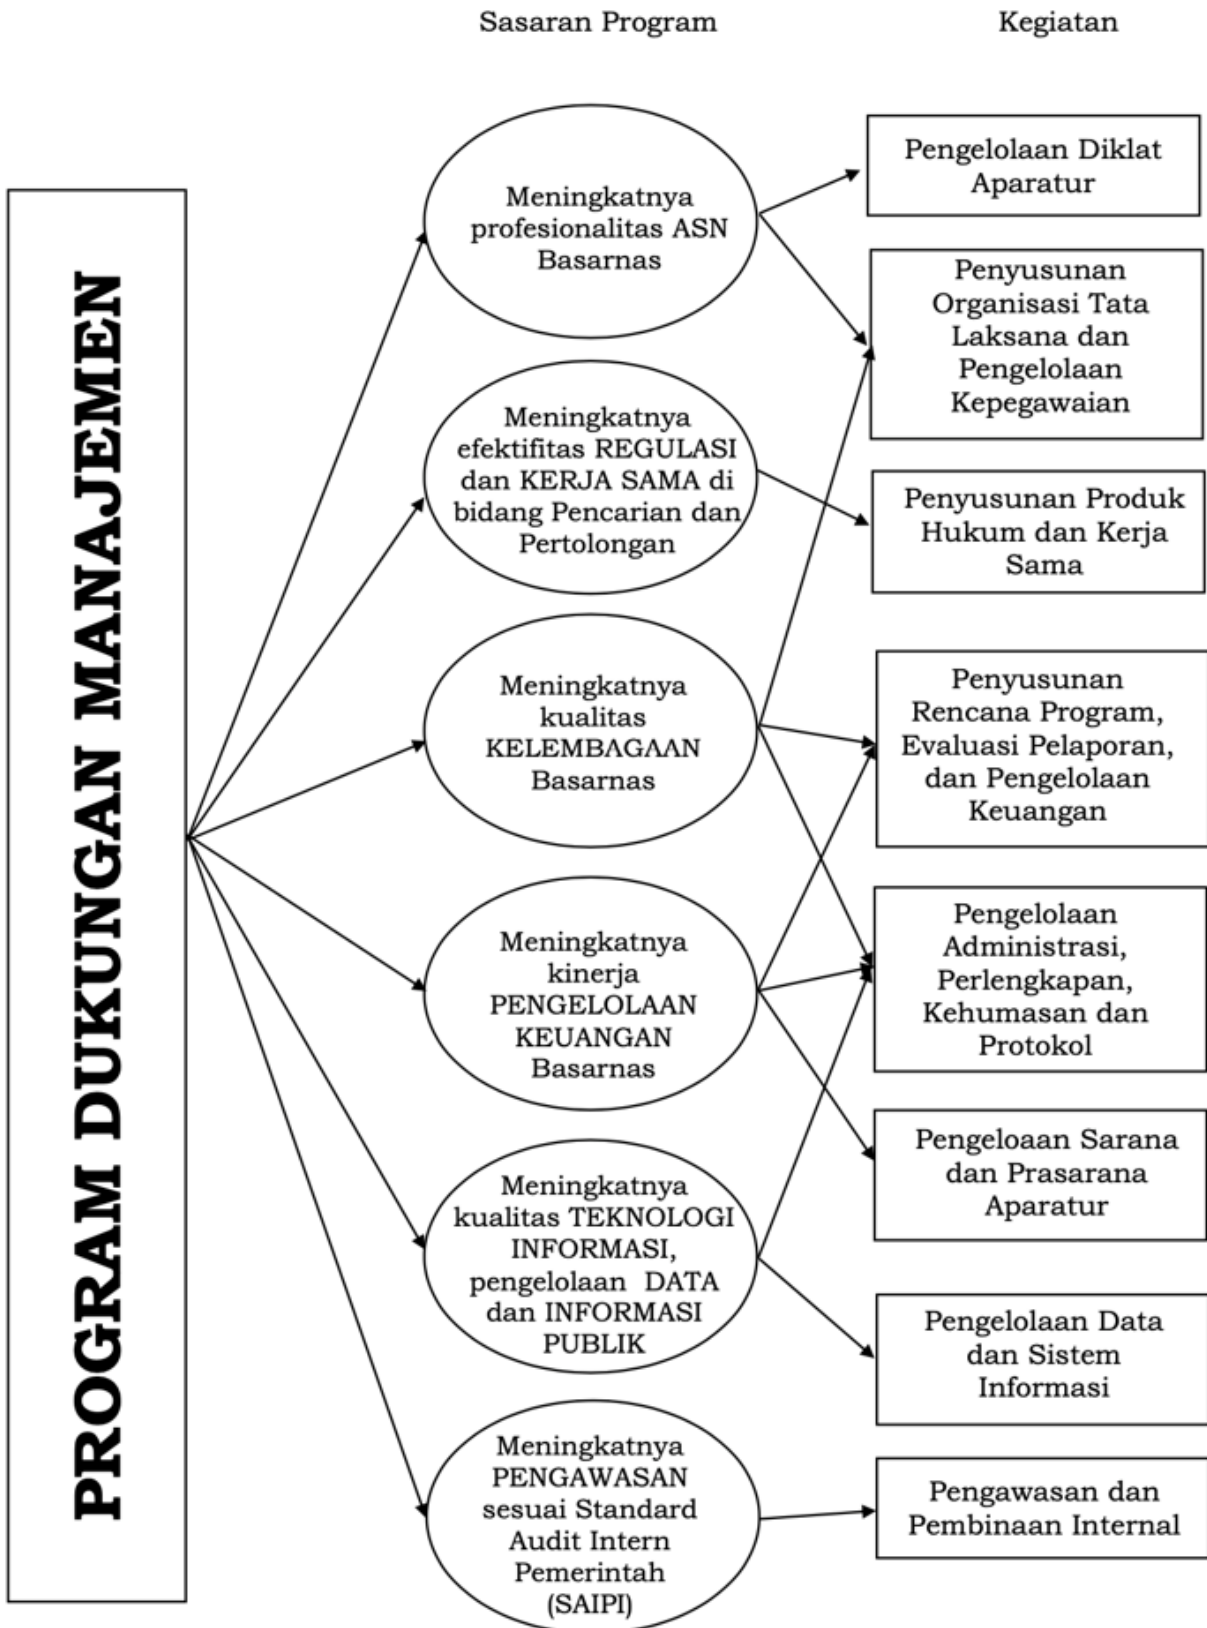 Sasaran Program
Kegiatan
PROGRAM DUKUNGAN MANAJEMEN
Meningkatnya
profesionalitas ASN
Basarnas
Meningkatnya
efektifitas REGULASI
dan KERJA SAMA di
bidang Pencarian dan
Pertolongan
Meningkatnya
kualitas
KELEMBAGAAN
Basarnas
Meningkatnya
kinerja
PENGELOLAAN
KEUANGAN
Basarnas
Meningkatnya
kualitas TEKNOLOGI
INFORMASI,
pengelolaan DATA
dan INFORMASI
PUBLIK
Meningkatnya
PENGAWASAN
sesuai Standard
Audit Intern
Pemerintah
(SAIPI)
Pengelolaan Diklat
Aparatur
Penyusunan
Organisasi Tata
Laksana dan
Pengelolaan
Kepegawaian
Penyusunan Produk
Hukum dan Kerja
Sama
Penyusunan
Rencana Program,
Evaluasi Pelaporan,
dan Pengelolaan
Keuangan
Pengelolaan
Administrasi,
Perlengkapan,
Kehumasan dan
Protokol
Pengeloaan Sarana
dan Prasarana
Aparatur
Pengelolaan Data
dan Sistem
Informasi
Pengawasan dan
Pembinaan Internal